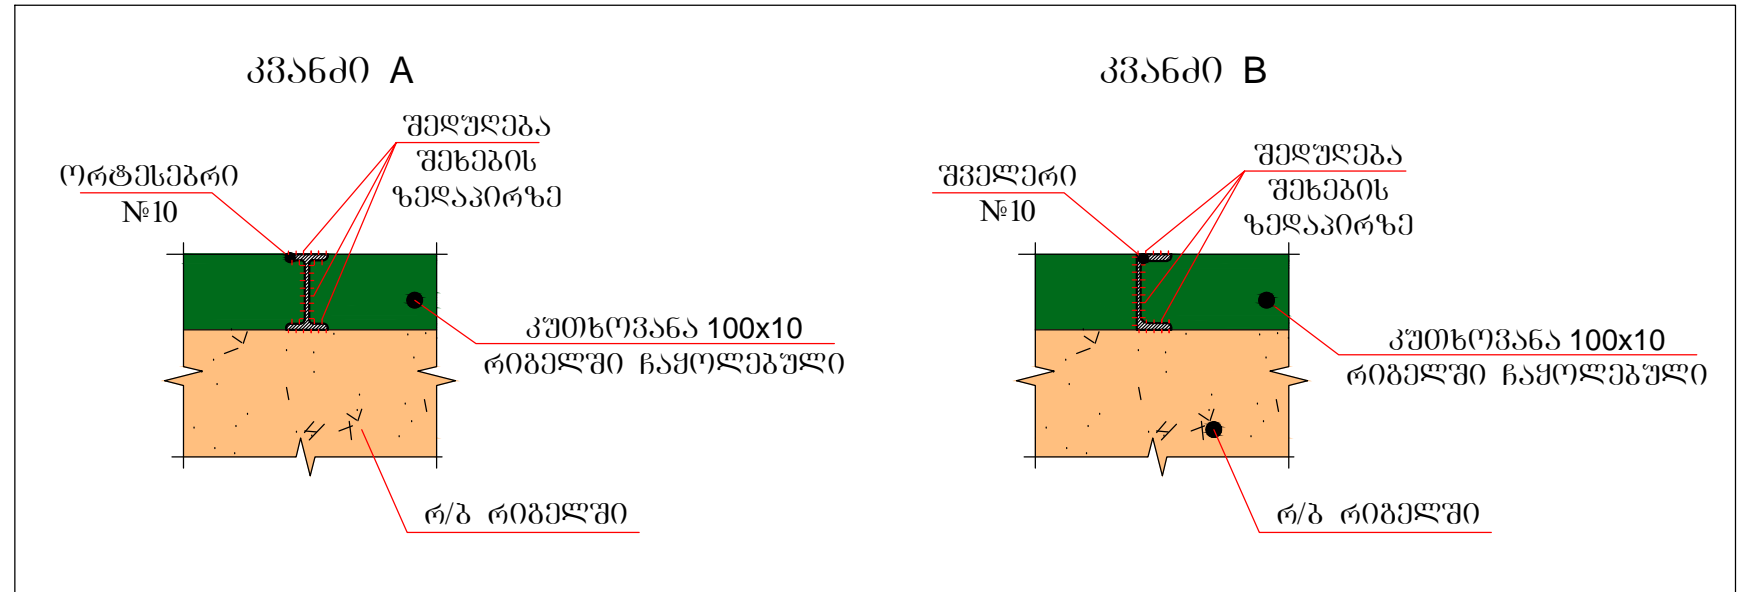 კვანძი A
შედუღება
შეხების
ზედაპირზე
ორტესებრი
№10
კუთხოვანა 100x10
რიგელში ჩაყოლებული
რ/ბ რიგელში
კვანძი B
შედუღება
შეხების
ზედაპირზე
შველერი
№10
კუთხოვანა 100x10
რიგელში ჩაყოლებული
რ/ბ რიგელში